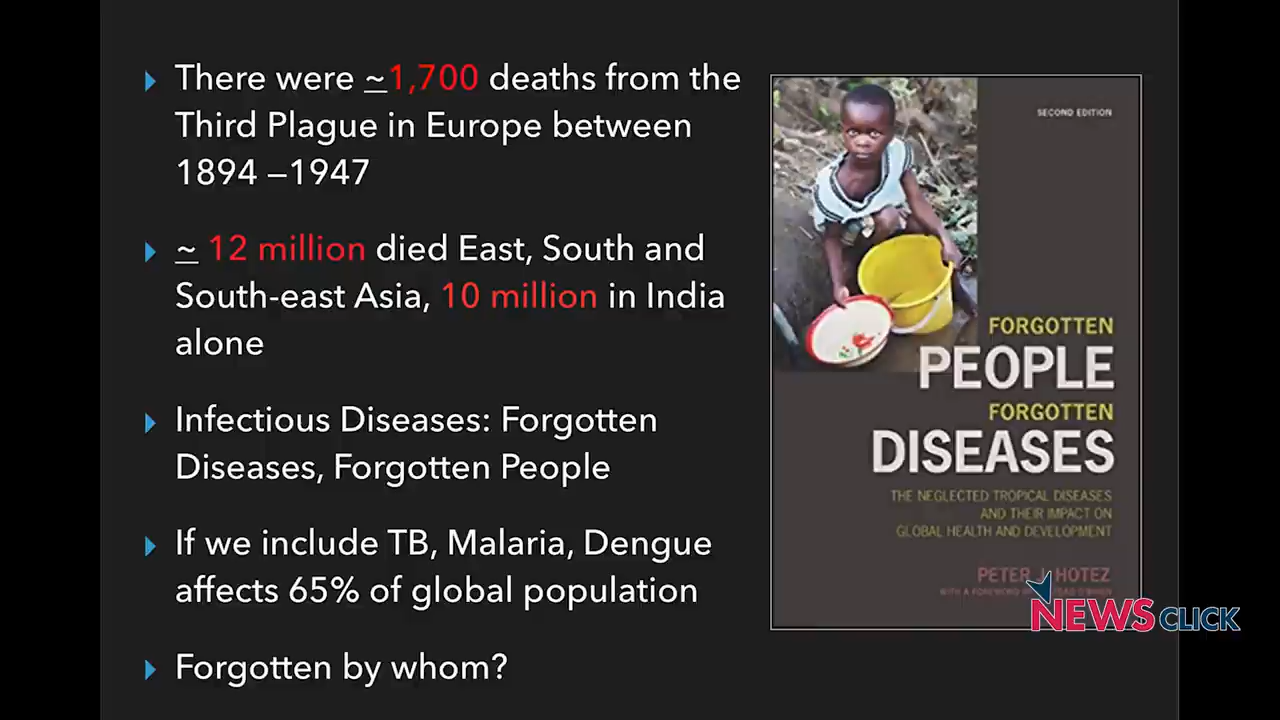 There were ~1,700 deaths from the
Third Plague in Europe between
1894 –1947
~ 12 million died East, South and
South-east Asia, 10 million in India
alone
Infectious Diseases: Forgotten
Diseases, Forgotten People
If we include TB, Malaria, Dengue
affects 65% of global population
Forgotten by whom?
SECOND EDITION
FORGOTTEN
PEOPLE
FORGOTTEN
DISEASES
THE NEGLECTED TROPICAL DISEASES
AND THEIR IMPACT ON
GLOBAL HEALTH AND DEVELOPMENT
PETER J. HOTEZ
WITH A FOREWORD
NEWSCLICK